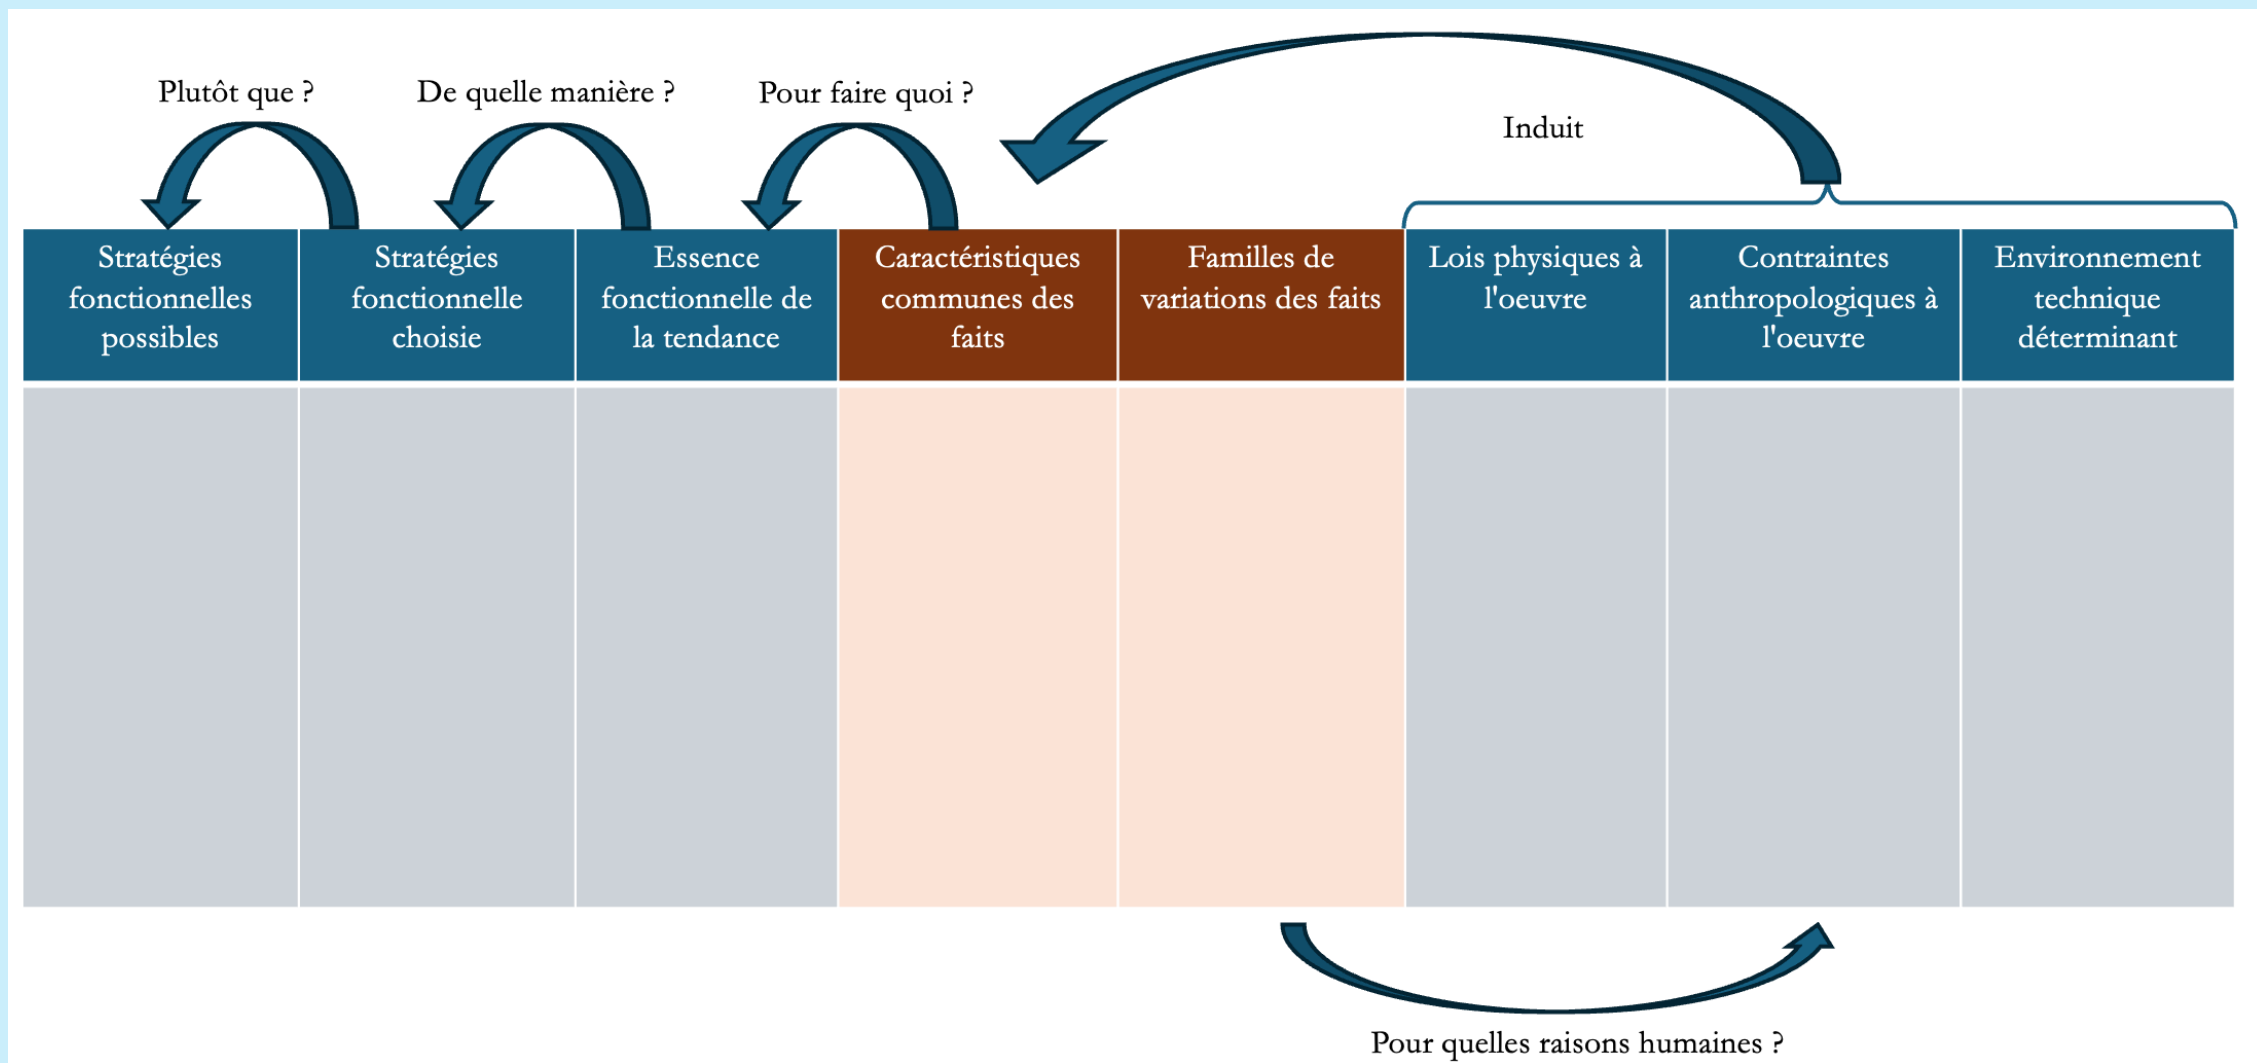 Plutôt que ?
De quelle manière ?
Pour faire quoi ?
Induit
Stratégies
fonctionnelles
possibles
Stratégies
fonctionnelle
choisie
Essence
fonctionnelle de
la tendance
Caractéristiques
communes des
faits
Familles de
variations des faits
Lois physiques à
l'oeuvre
Contraintes
anthropologiques à
l'oeuvre
Environnement
technique
déterminant
Pour quelles raisons humaines ?